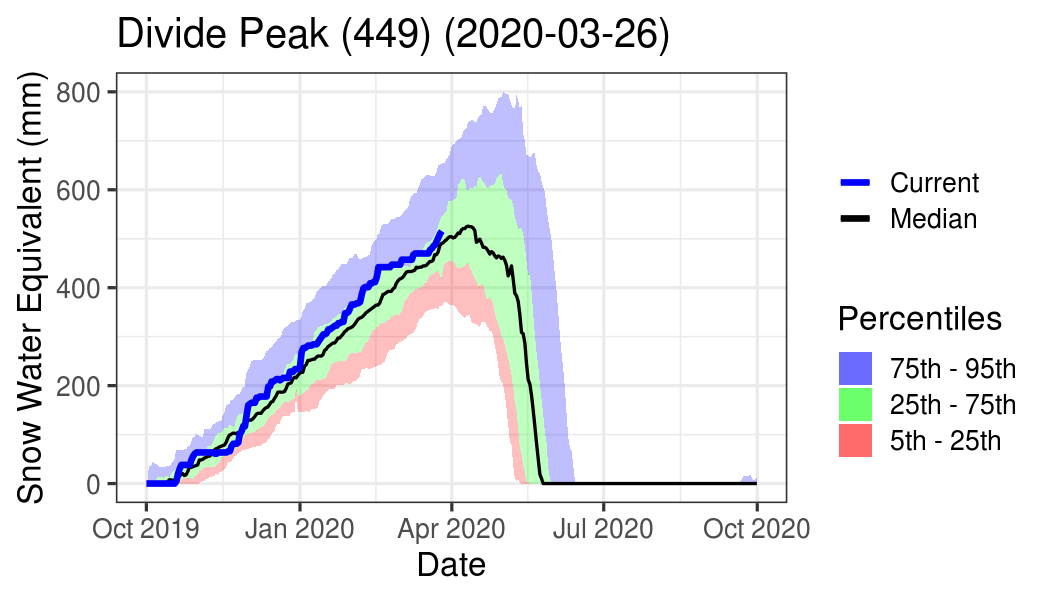 Divide Peak (449) (2020-03-26)
Snow Water Equivalent (mm)
800
600
400
200
0
Oct 2019 Jan 2020 Apr 2020 Jul 2020 Oct 2020
Date
Current
Median
Percentiles
75th - 95th
25th - 75th
5th - 25th